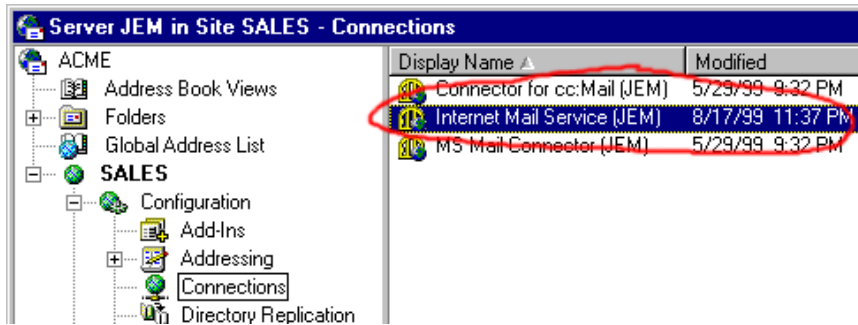 Server JEM in Site SALES - Connections
ACME
Address Book Views
Folders
Global Address List
SALES
Configuration
Add-Ins
Addressing
Connections
Directory Replication
Display Name Modified
Connector for cc:Mail (JEM) 5/29/99 9:32 PM
Internet Mail Service (JEM) 8/17/99 11:37 PM
MS Mail Connector (JEM) 5/29/99 9:32 PM